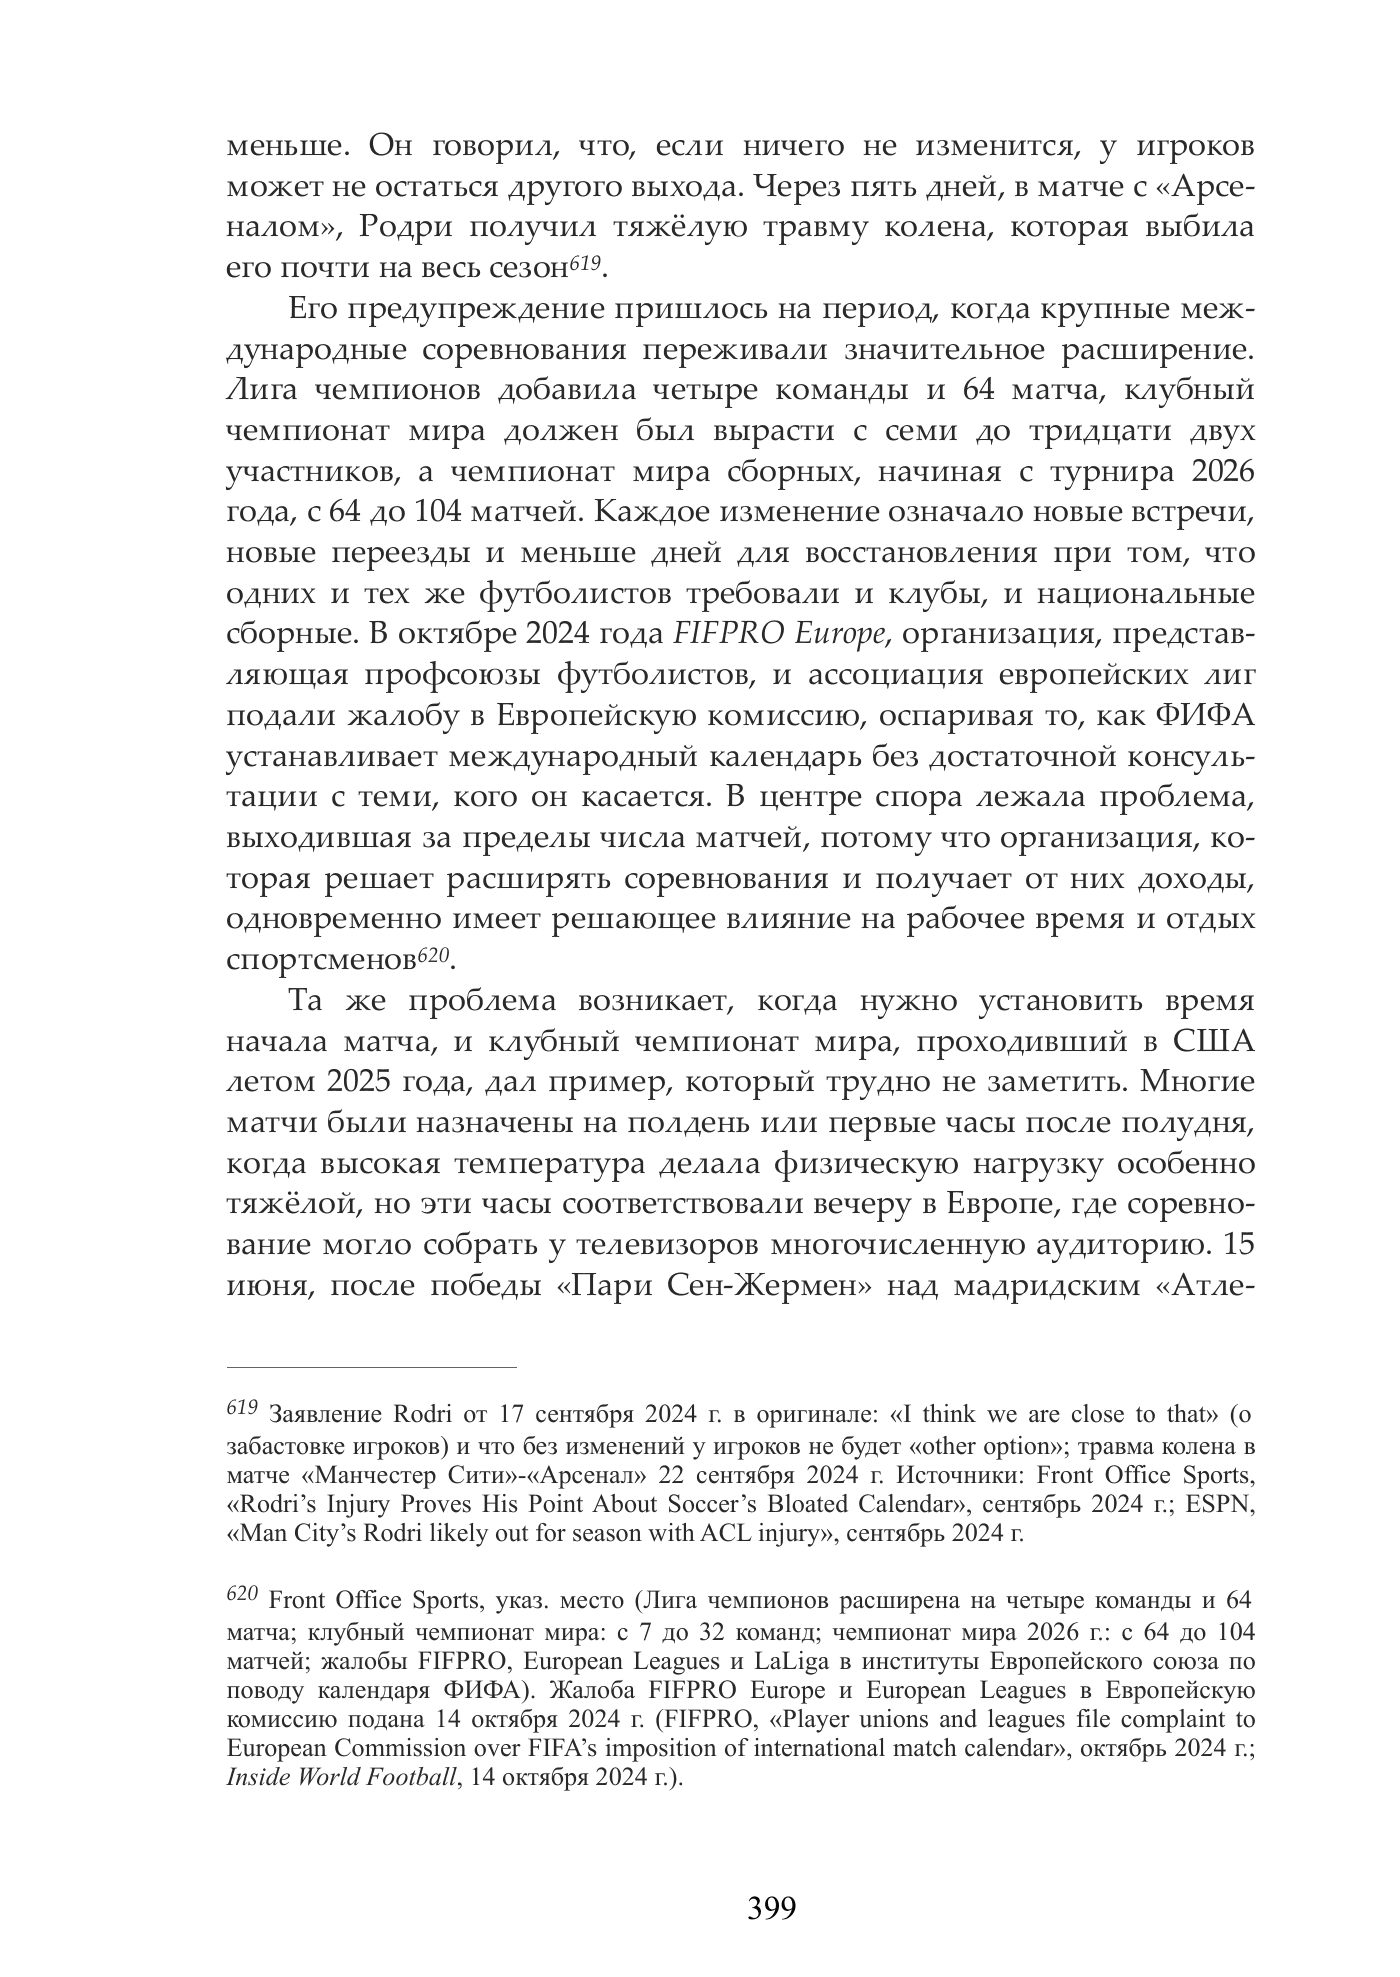 меньше. Он говорил, что, если ничего не изменится, у игроков
может не остаться другого выхода. Через пять дней, в матче с «Арсе-
налом», Родри получил тяжёлую травму колена, которая выбила
его почти на весь сезон619.
Его предупреждение пришлось на период, когда крупные меж-
дународные соревнования переживали значительное расширение.
Лига чемпионов добавила четыре команды и 64 матча, клубный
чемпионат мира должен был вырасти с семи до тридцати двух
участников, а чемпионат мира сборных, начиная с турнира 2026
года, с 64 до 104 матчей. Каждое изменение означало новые встречи,
новые переезды и меньше дней для восстановления при том, что
одних и тех же футболистов требовали и клубы, и национальные
сборные. В октябре 2024 года FIFPRO Europe, организация, представ-
ляющая профсоюзы футболистов, и ассоциация европейских лиг
подали жалобу в Европейскую комиссию, оспаривая то, как ФИФА
устанавливает международный календарь без достаточной консуль-
тации с теми, кого он касается. В центре спора лежала проблема,
выходившая за пределы числа матчей, потому что организация, ко-
торая решает расширять соревнования и получает от них доходы,
одновременно имеет решающее влияние на рабочее время и отдых
спортсменов620.
Та же проблема возникает, когда нужно установить время
начала матча, и клубный чемпионат мира, проходивший в США
летом 2025 года, дал пример, который трудно не заметить. Многие
матчи были назначены на полдень или первые часы после полудня,
когда высокая температура делала физическую нагрузку особенно
тяжёлой, но эти часы соответствовали вечеру в Европе, где соревно-
вание могло собрать у телевизоров многочисленную аудиторию. 15
июня, после победы «Пари Сен-Жермен» над мадридским «Атле-
619 Заявление Rodri от 17 сентября 2024 г. в оригинале: «I think we are close to that» (о
забастовке игроков) и что без изменений у игроков не будет «other option»; травма колена в
матче «Манчестер Сити»-«Арсенал» 22 сентября 2024 г. Источники: Front Office Sports,
«Rodri’s Injury Proves His Point About Soccer’s Bloated Calendar», сентябрь 2024 г.; ESPN,
«Man City’s Rodri likely out for season with ACL injury», сентябрь 2024 г.
620 Front Office Sports, указ. место (Лига чемпионов расширена на четыре команды и 64
матча; клубный чемпионат мира: с 7 до 32 команд; чемпионат мира 2026 г.: с 64 до 104
матчей; жалобы FIFPRO, European Leagues и LaLiga в институты Европейского союза по
поводу календаря ФИФА). Жалоба FIFPRO Europe и European Leagues в Европейскую
комиссию подана 14 октября 2024 г. (FIFPRO, «Player unions and leagues file complaint to
European Commission over FIFA’s imposition of international match calendar», октябрь 2024 г.;
Inside World Football, 14 октября 2024 г.).
399